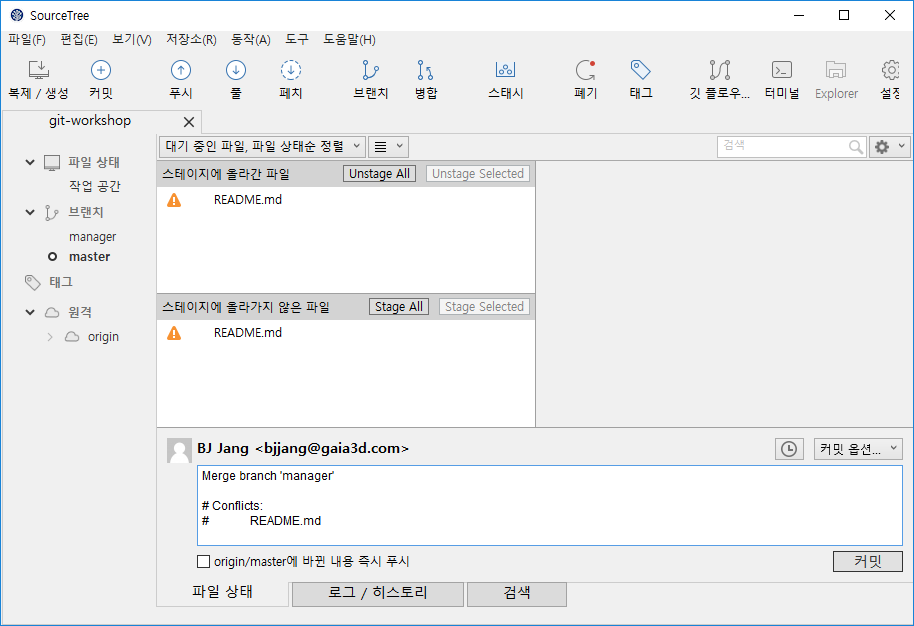 SourceTree
파일(F) 편집(E) 보기(V) 저장소(R) 동작(A) 도구 도움말(H)
복제 / 생성 커밋 푸시 풀 페치 브랜치 병합 스태시 폐기 태그 깃 플로우... 터미널 Explorer 설정
git-workshop
대기 중인 파일, 파일 상태순 정렬 검색
파일 상태
작업 공간
브랜치
manager
master
태그
원격
origin
스테이지에 올라간 파일 Unstage All Unstage Selected
README.md
스테이지에 올라가지 않은 파일 Stage All Stage Selected
README.md
BJ Jang <bjjang@gaia3d.com> 커밋 옵션...
Merge branch 'manager'
# Conflicts:
# README.md
origin/master에 바뀐 내용 즉시 푸시 커밋
파일 상태 로그 / 히스토리 검색